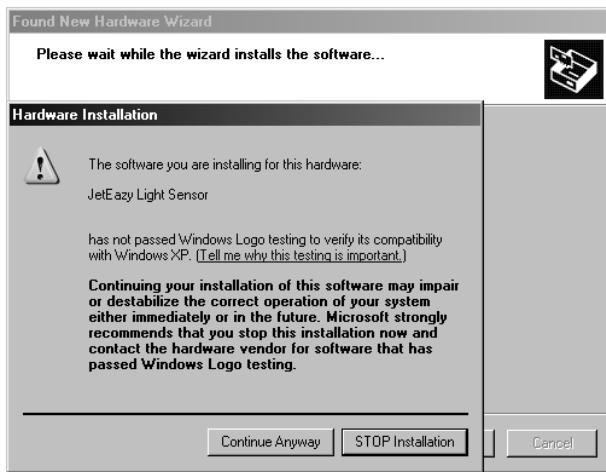 Found New Hardware Wizard
Please wait while the wizard installs the software...
Hardware Installation
The software you are installing for this hardware:
JetEazy Light Sensor
has not passed Windows Logo testing to verify its compatibility
with Windows XP. (Tell me why this testing is important.)
Continuing your installation of this software may impair
or destabilize the correct operation of your system
either immediately or in the future. Microsoft strongly
recommends that you stop this installation now and
contact the hardware vendor for software that has
passed Windows Logo testing.
Continue Anyway
STOP Installation
Cancel